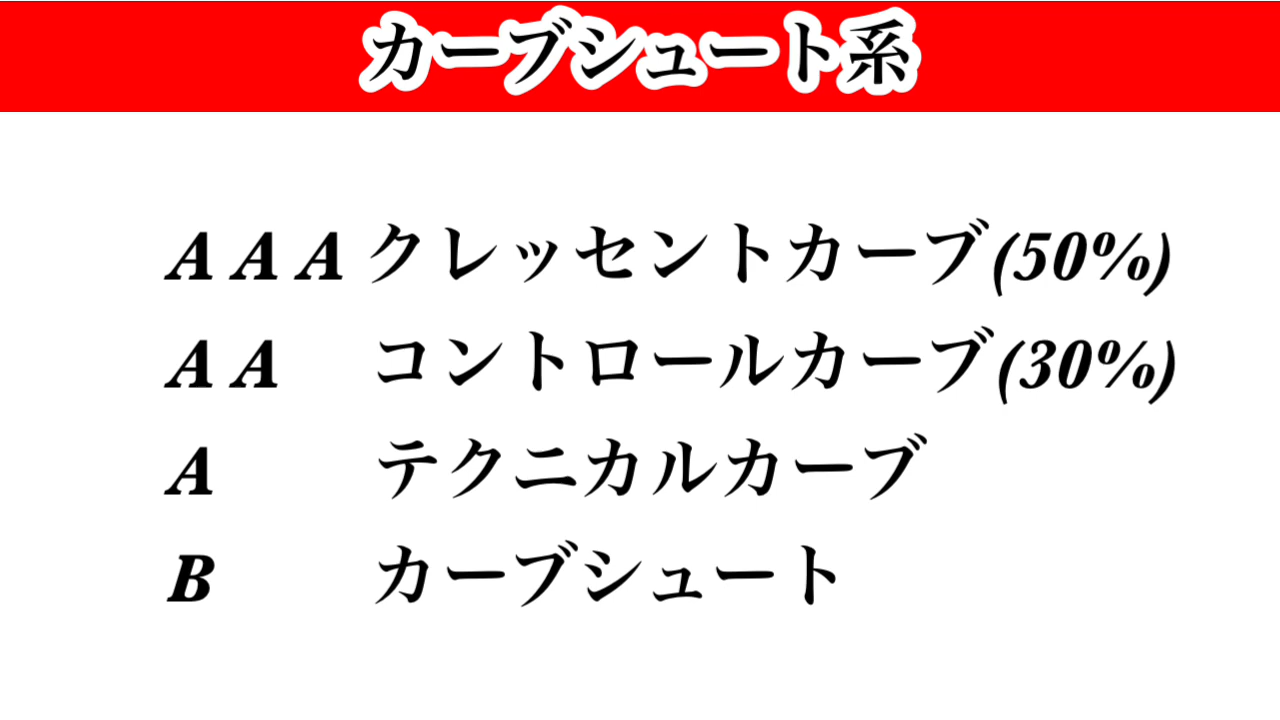 カーブシュート系
A A A クレッセントカーブ(50%)
A A コントロールカーブ(30%)
A テクニカルカーブ
B カーブシュート